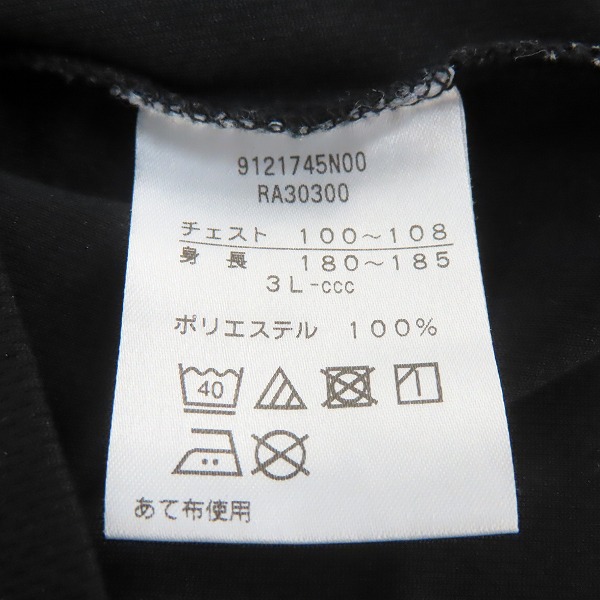 9121745N00
RA30300
チェスト 100～108
身長 180～185
3L-ccc
ポリエステル 100%
40
あて布使用